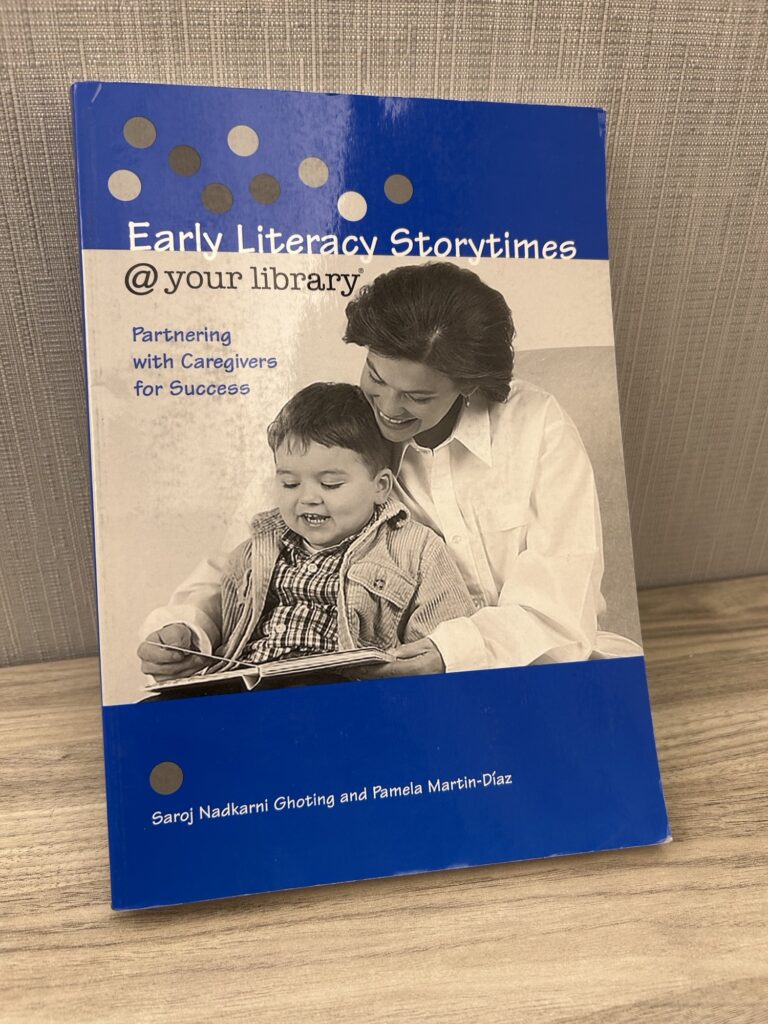 Early Literacy Storytimes
@ your library®
Partnering
with Caregivers
for Success
Saroj Nadkarni Ghoting and Pamela Martin-Díaz